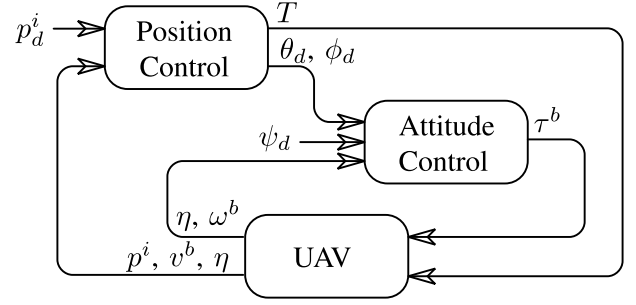 T
p_d^i
Position
Control
θ_d, φ_d
Attitude
Control
τ^b
ψ_d
η, ω^b
p^i, v^b, η
UAV